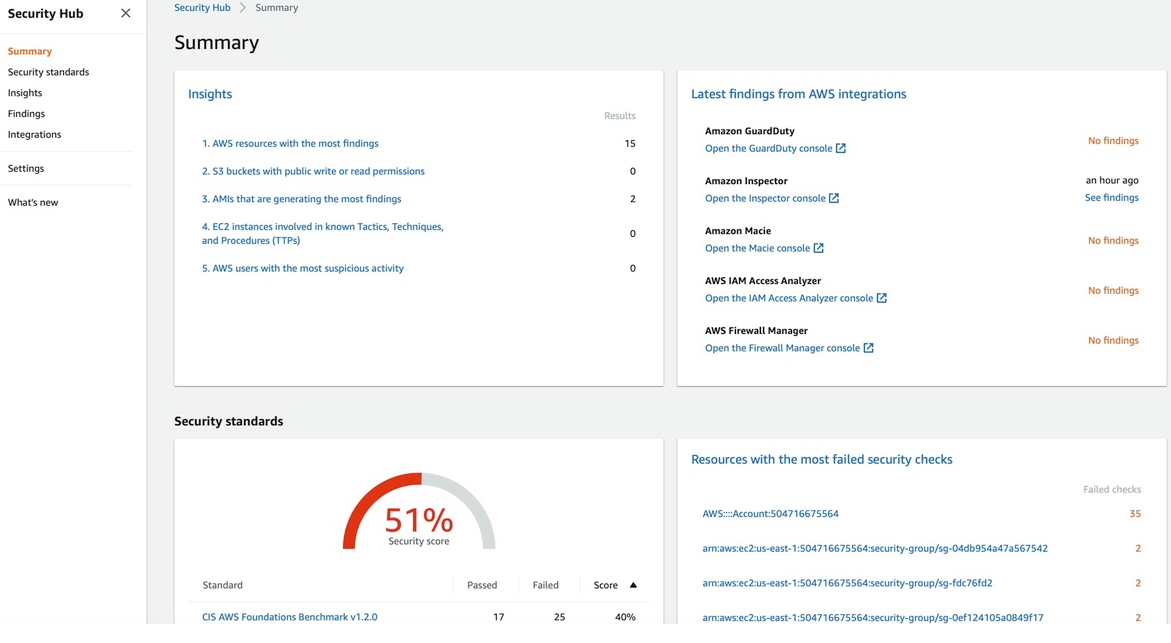 Security Hub
Summary
Security standards
Insights
Findings
Integrations
Settings
What's new
Security Hub > Summary
Summary
Insights
Results
1. AWS resources with the most findings 15
2. S3 buckets with public write or read permissions 0
3. AMIs that are generating the most findings 2
4. EC2 instances involved in known Tactics, Techniques,
and Procedures (TTPs) 0
5. AWS users with the most suspicious activity 0
Latest findings from AWS integrations
Amazon GuardDuty
Open the GuardDuty console
No findings
Amazon Inspector
an hour ago
Open the Inspector console
See findings
Amazon Macie
Open the Macie console
No findings
AWS IAM Access Analyzer
Open the IAM Access Analyzer console
No findings
AWS Firewall Manager
Open the Firewall Manager console
No findings
Security standards
51%
Security score
Standard Passed Failed Score
CIS AWS Foundations Benchmark v1.2.0 17 25 40%
Resources with the most failed security checks
Failed checks
AWS::::Account:504716675564 35
arn:aws:ec2:us-east-1:504716675564:security-group/sg-04db954a47a567542 2
arn:aws:ec2:us-east-1:504716675564:security-group/sg-fdc76fd2 2
arn:aws:ec2:us-east-1:504716675564:security-group/sg-0ef124105a0849f17 2